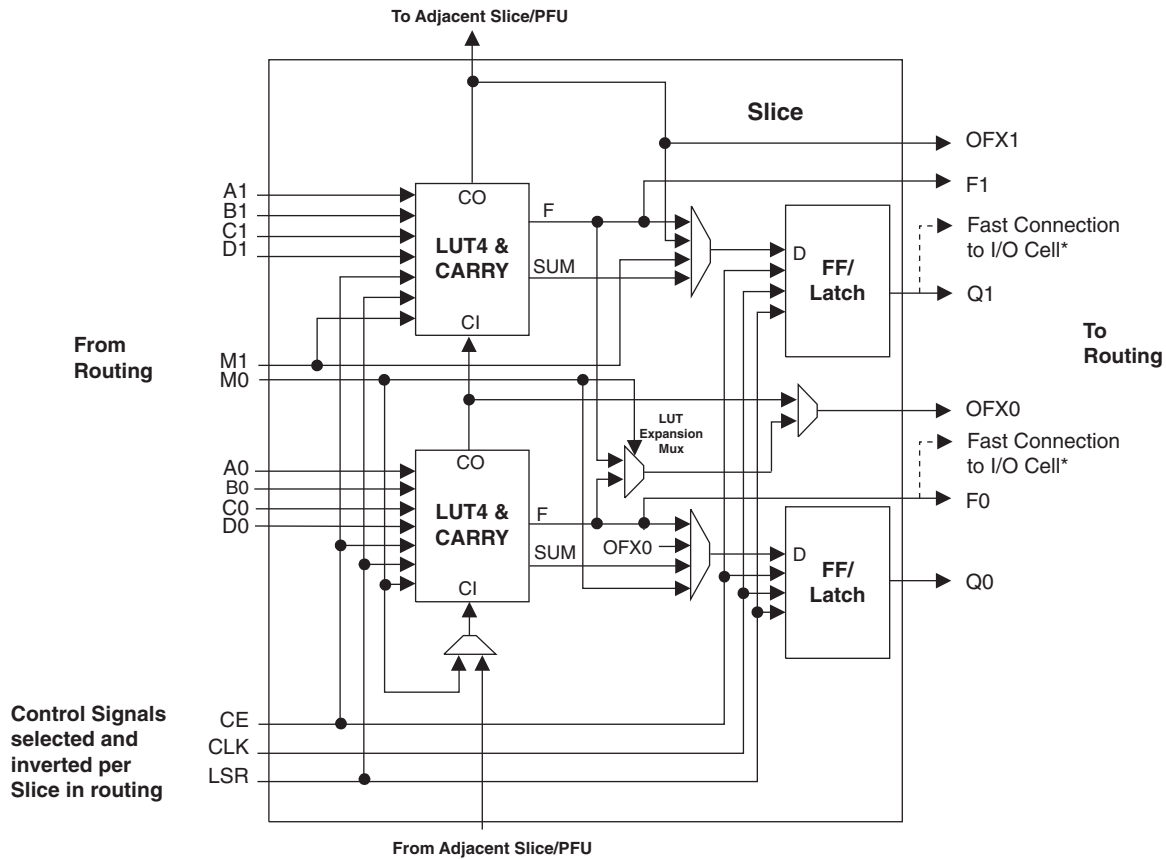 To Adjacent Slice/PFU
Slice
OFX1
F1
Fast Connection
to I/O Cell*
Q1
A1
B1
C1
D1
CO
LUT4 &
CARRY
CI
F
SUM
D
FF/
Latch
From
Routing
To
Routing
M1
M0
OFX0
Fast Connection
to I/O Cell*
F0
LUT
Expansion
Mux
A0
B0
C0
D0
CO
LUT4 &
CARRY
CI
F
OFX0
SUM
D
FF/
Latch
Q0
Control Signals
selected and
inverted per
Slice in routing
CE
CLK
LSR
From Adjacent Slice/PFU